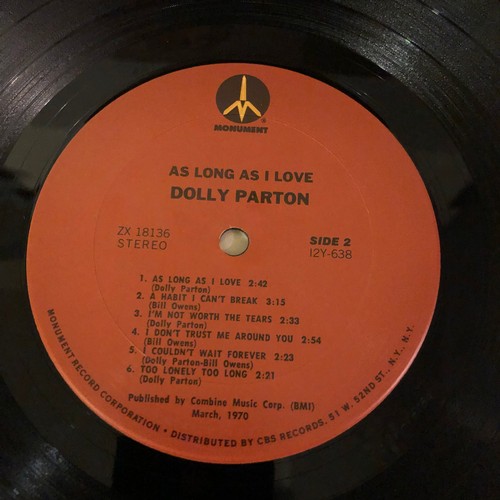 MONUMENT®
AS LONG AS I LOVE
DOLLY PARTON
ZX 18136
STEREO
SIDE 2
12Y-638
1. AS LONG AS I LOVE 2:42
(Dolly Parton)
2. A HABIT I CAN'T BREAK 3:15
(Bill Owens)
3. I'M NOT WORTH THE TEARS 2:33
(Dolly Parton)
4. I DON'T TRUST ME AROUND YOU 2:54
(Bill Owens)
5. I COULDN'T WAIT FOREVER 2:23
(Dolly Parton-Bill Owens)
6. TOO LONELY TOO LONG 2:21
(Dolly Parton)
Published by Combine Music Corp. (BMI)
March, 1970
MONUMENT RECORD CORPORATION. • DISTRIBUTED BY CBS RECORDS, 51 W. 52ND ST., N.Y., N.Y.